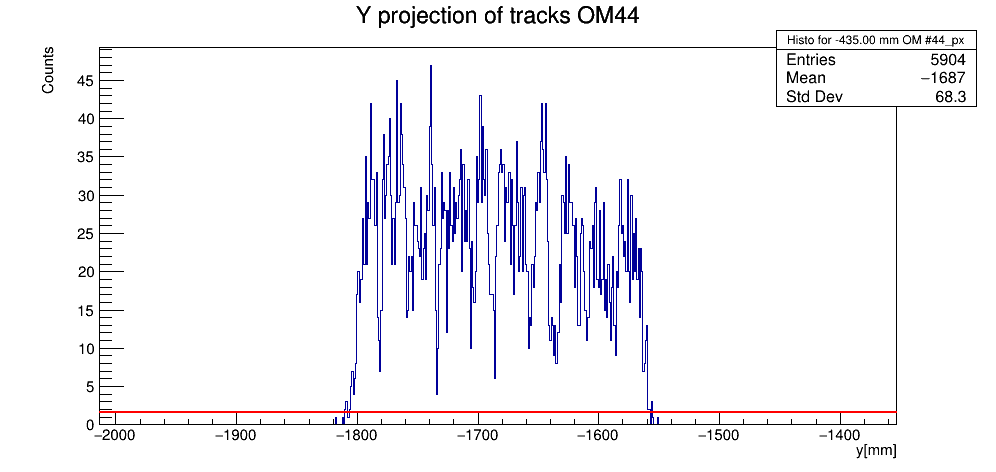 Y projection of tracks OM44
Histo for -435.00 mm OM #44_px
Entries 5904
Mean −1687
Std Dev 68.3
Counts
45
40
35
30
25
20
15
10
5
0
−2000 −1900 −1800 −1700 −1600 −1500 −1400
y[mm]